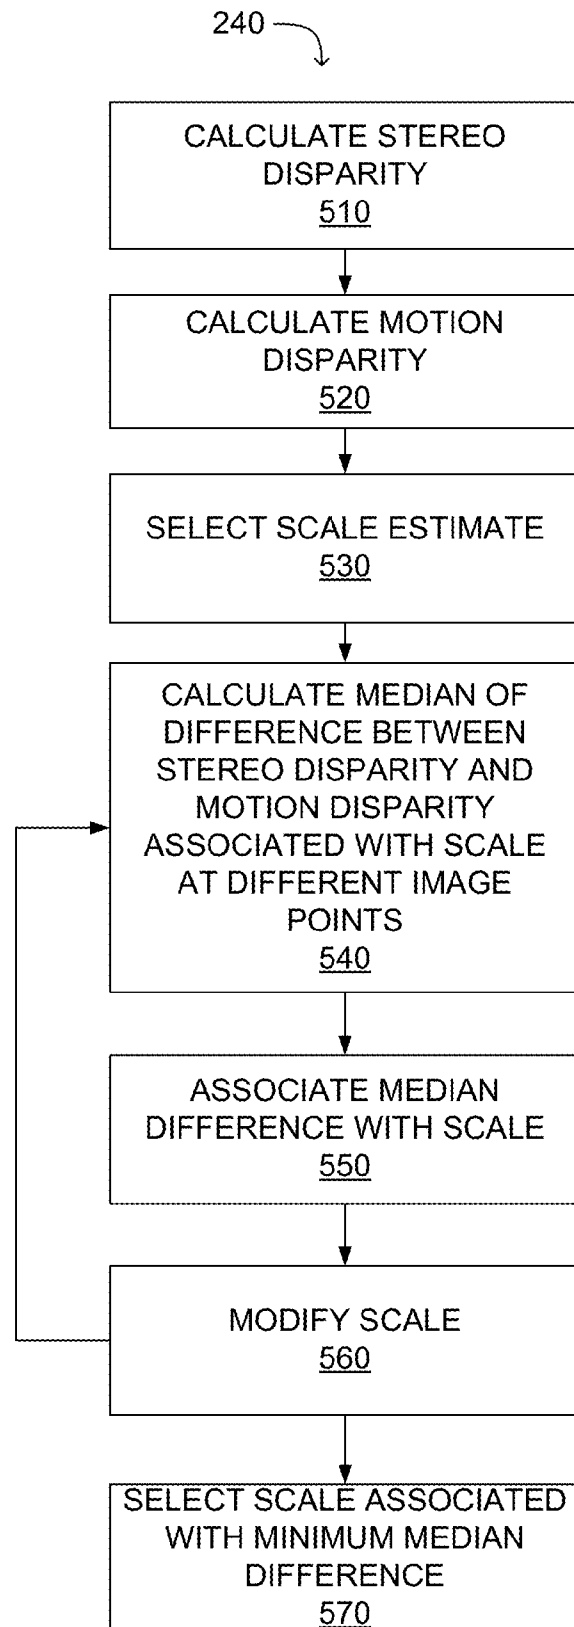 240
CALCULATE STEREO
DISPARITY
510
CALCULATE MOTION
DISPARITY
520
SELECT SCALE ESTIMATE
530
CALCULATE MEDIAN OF
DIFFERENCE BETWEEN
STEREO DISPARITY AND
MOTION DISPARITY
ASSOCIATED WITH SCALE
AT DIFFERENT IMAGE
POINTS
540
ASSOCIATE MEDIAN
DIFFERENCE WITH SCALE
550
MODIFY SCALE
560
SELECT SCALE ASSOCIATED
WITH MINIMUM MEDIAN
DIFFERENCE
570